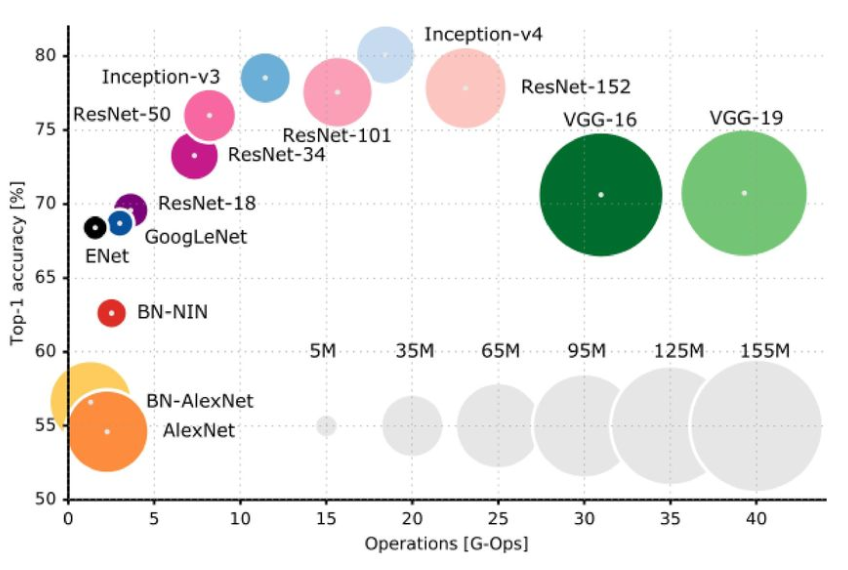 80
Inception-v4
Inception-v3
ResNet-152
ResNet-50
VGG-16
VGG-19
75
ResNet-101
ResNet-34
70
ResNet-18
GoogLeNet
ENet
65
BN-NIN
60
5M 35M 65M 95M 125M 155M
BN-AlexNet
55
AlexNet
50
0 5 10 15 20 25 30 35 40
Operations [G-Ops]
Top-1 accuracy [%]